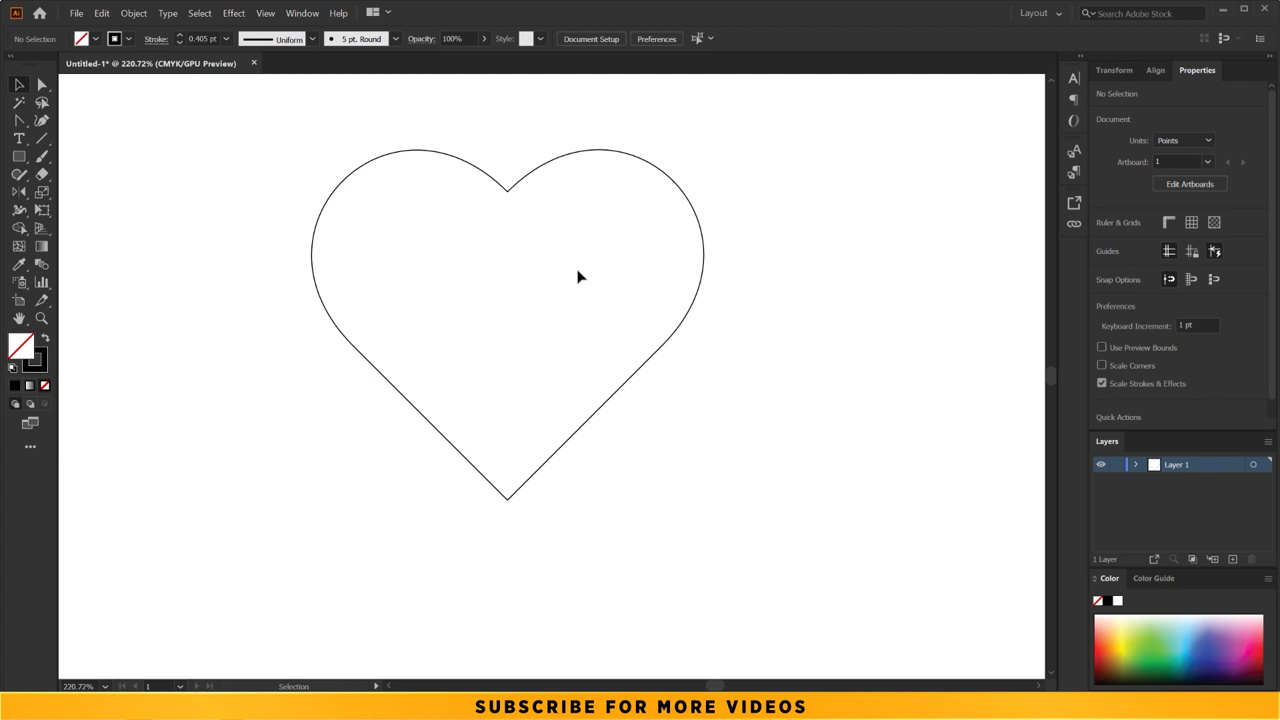 Ai File Edit Object Type Select Effect View Window Help Layout Search Adobe Stock
No Selection Stroke: 0.405 pt Uniform 5 pt. Round Opacity: 100% Style: Document Setup Preferences
Untitled-1* @ 220.72% (CMYK/GPU Preview)
Transform Align Properties
No Selection
Document
Units: Points
Artboard: 1
Edit Artboards
Ruler & Grids
Guides
Snap Options
Preferences
Keyboard Increment: 1 pt
Use Preview Bounds
Scale Corners
Scale Strokes & Effects
Quick Actions
Layers
Layer 1
1 Layer
Color Color Guide
220.72% 1 Selection
SUBSCRIBE FOR MORE VIDEOS